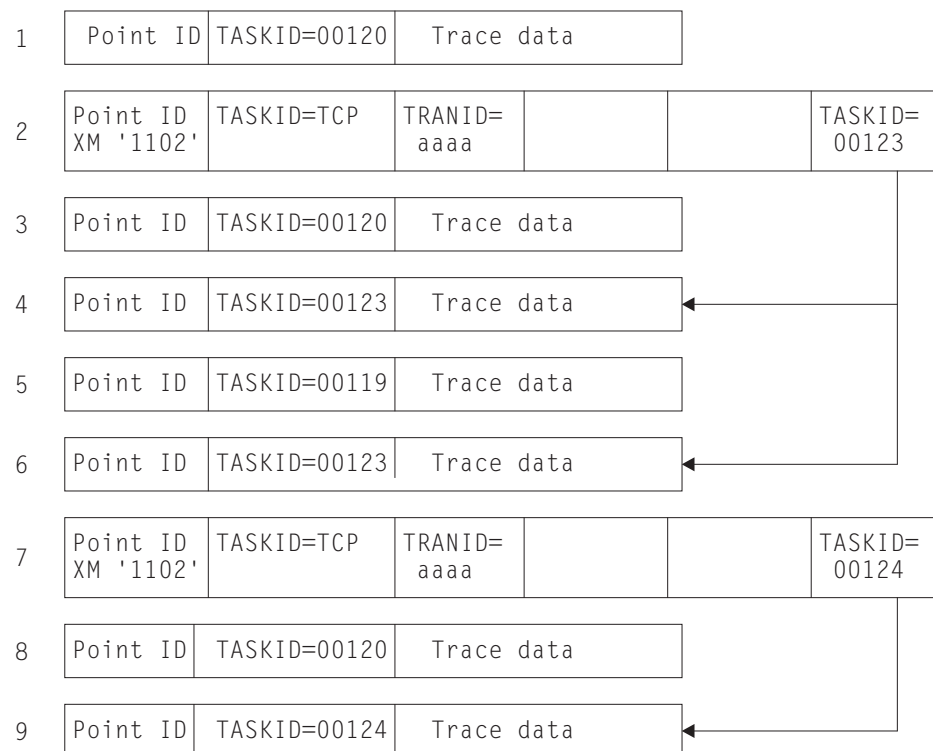 1 Point ID TASKID=00120 Trace data
2 Point ID TASKID=TCP TRANID= TASKID=
XM '1102' aaaa 00123
3 Point ID TASKID=00120 Trace data
4 Point ID TASKID=00123 Trace data
5 Point ID TASKID=00119 Trace data
6 Point ID TASKID=00123 Trace data
7 Point ID TASKID=TCP TRANID= TASKID=
XM '1102' aaaa 00124
8 Point ID TASKID=00120 Trace data
9 Point ID TASKID=00124 Trace data